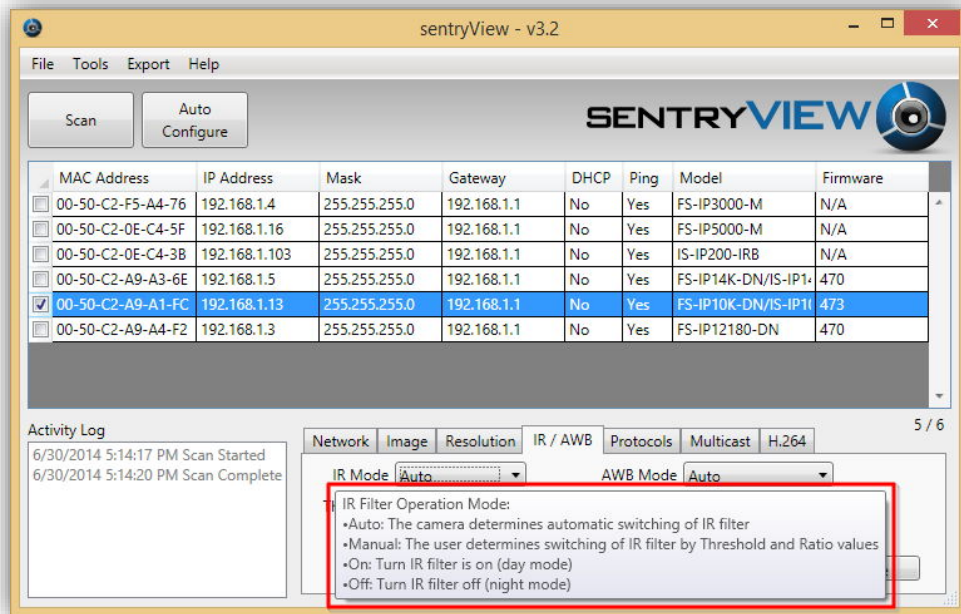 sentryView - v3.2
File Tools Export Help
Scan
Auto
Configure
SENTRYVIEW
MAC Address IP Address Mask Gateway DHCP Ping Model Firmware
00-50-C2-F5-A4-76 192.168.1.4 255.255.255.0 192.168.1.1 No Yes FS-IP3000-M N/A
00-50-C2-0E-C4-5F 192.168.1.16 255.255.255.0 192.168.1.1 No Yes FS-IP5000-M N/A
00-50-C2-0E-C4-3B 192.168.1.103 255.255.255.0 192.168.1.1 No Yes IS-IP200-IRB N/A
00-50-C2-A9-A3-6E 192.168.1.5 255.255.255.0 192.168.1.1 No Yes FS-IP14K-DN/IS-IP14 470
00-50-C2-A9-A1-FC 192.168.1.13 255.255.255.0 192.168.1.1 No Yes FS-IP10K-DN/IS-IP10 473
00-50-C2-A9-A4-F2 192.168.1.3 255.255.255.0 192.168.1.1 No Yes FS-IP12180-DN 470
5 / 6
Activity Log
6/30/2014 5:14:17 PM Scan Started
6/30/2014 5:14:20 PM Scan Complete
Network Image Resolution IR / AWB Protocols Multicast H.264
IR Mode Auto AWB Mode Auto
IR Filter Operation Mode:
•Auto: The camera determines automatic switching of IR filter
•Manual: The user determines switching of IR filter by Threshold and Ratio values
•On: Turn IR filter is on (day mode)
•Off: Turn IR filter off (night mode)